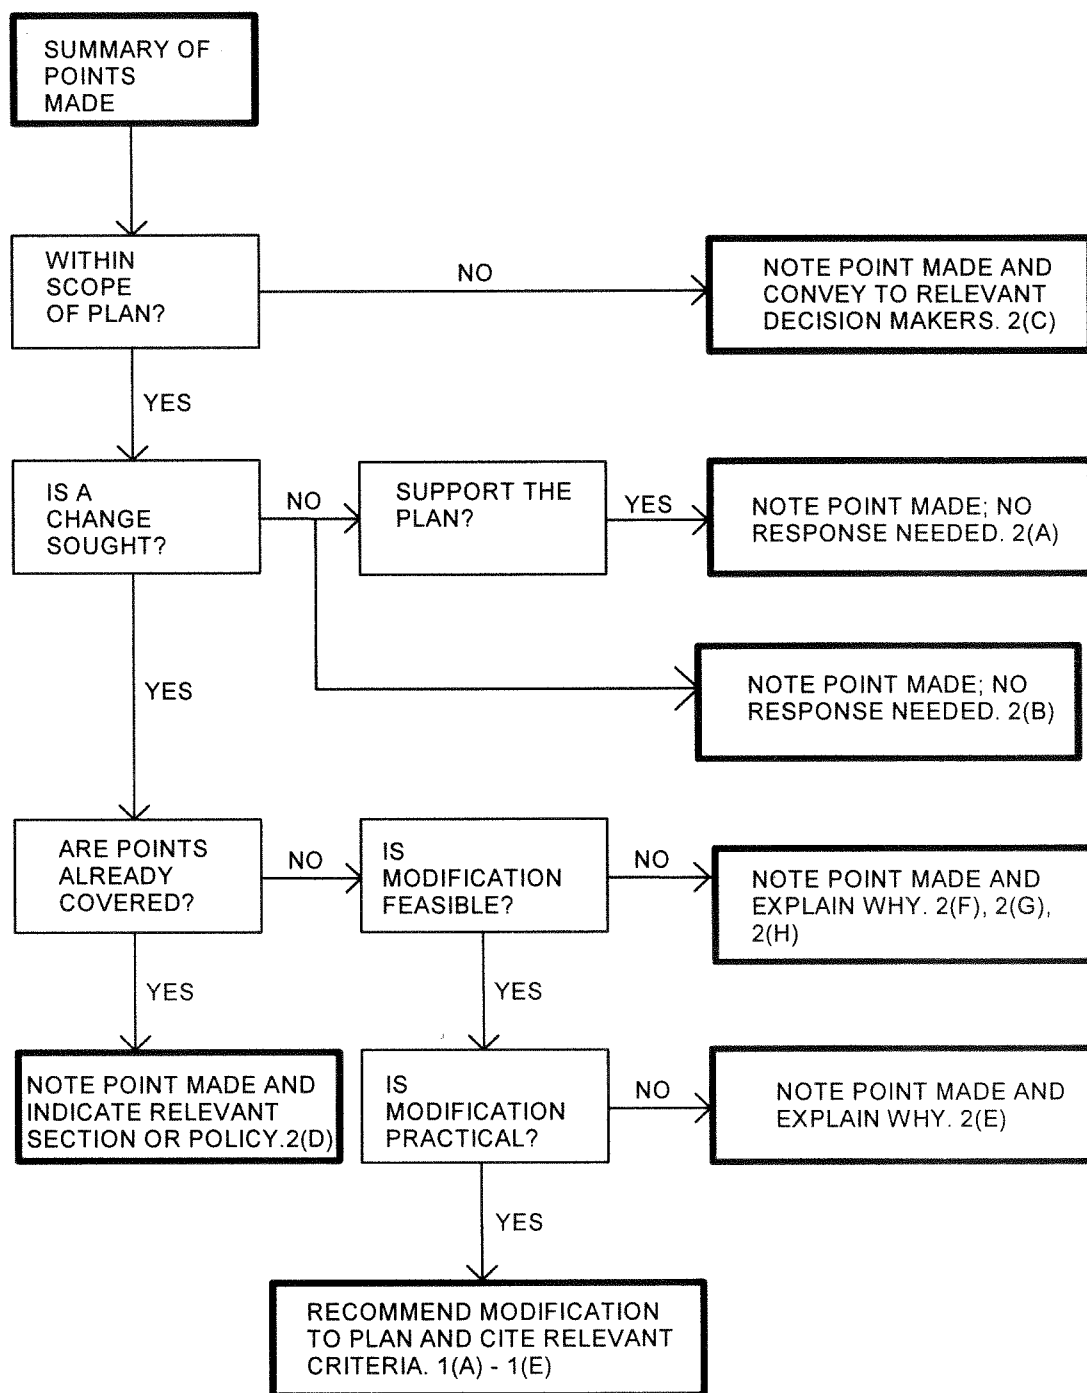 SUMMARY OF
POINTS
MADE
WITHIN
SCOPE
OF PLAN?
NO
NOTE POINT MADE AND
CONVEY TO RELEVANT
DECISION MAKERS. 2(C)
YES
IS A
CHANGE
SOUGHT?
NO
SUPPORT THE
PLAN?
YES
NOTE POINT MADE; NO
RESPONSE NEEDED. 2(A)
YES
NOTE POINT MADE; NO
RESPONSE NEEDED. 2(B)
ARE POINTS
ALREADY
COVERED?
NO
IS
MODIFICATION
FEASIBLE?
NO
NOTE POINT MADE AND
EXPLAIN WHY. 2(F), 2(G),
2(H)
YES
YES
NOTE POINT MADE AND
INDICATE RELEVANT
SECTION OR POLICY.2(D)
IS
MODIFICATION
PRACTICAL?
NO
NOTE POINT MADE AND
EXPLAIN WHY. 2(E)
YES
RECOMMEND MODIFICATION
TO PLAN AND CITE RELEVANT
CRITERIA. 1(A) - 1(E)